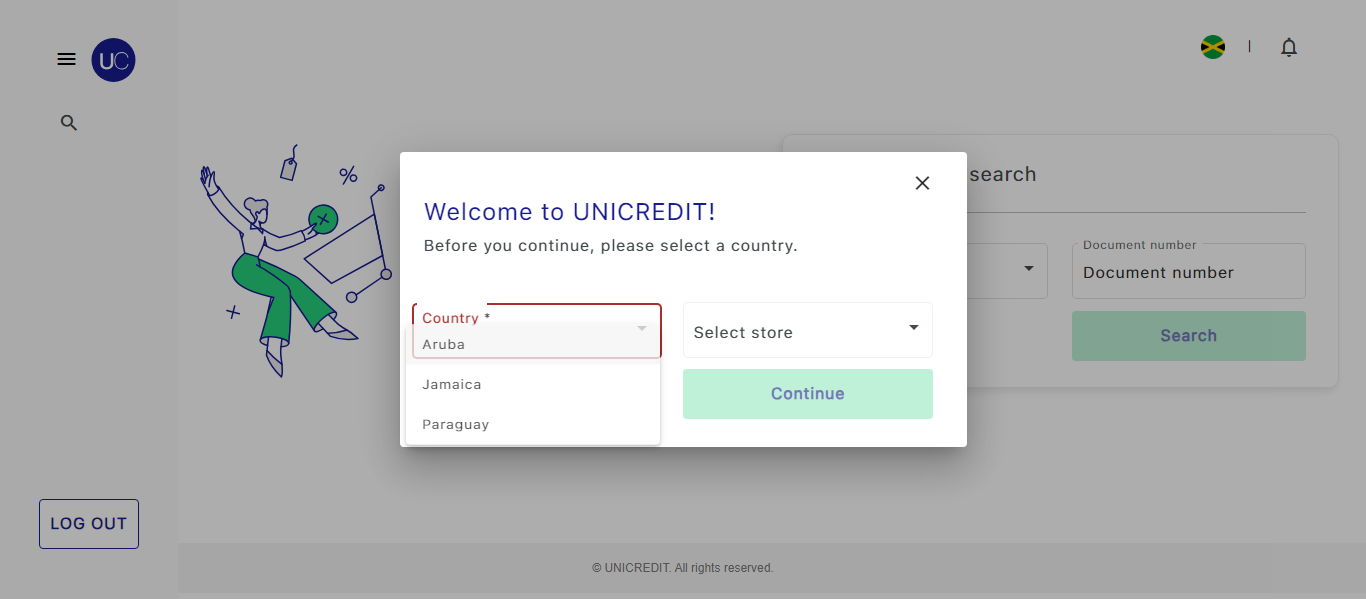 UC
search
Welcome to UNICREDIT!
Before you continue, please select a country.
Document number
Document number
Country *
Select store
Aruba
Search
Jamaica
Continue
Paraguay
LOG OUT
© UNICREDIT. All rights reserved.